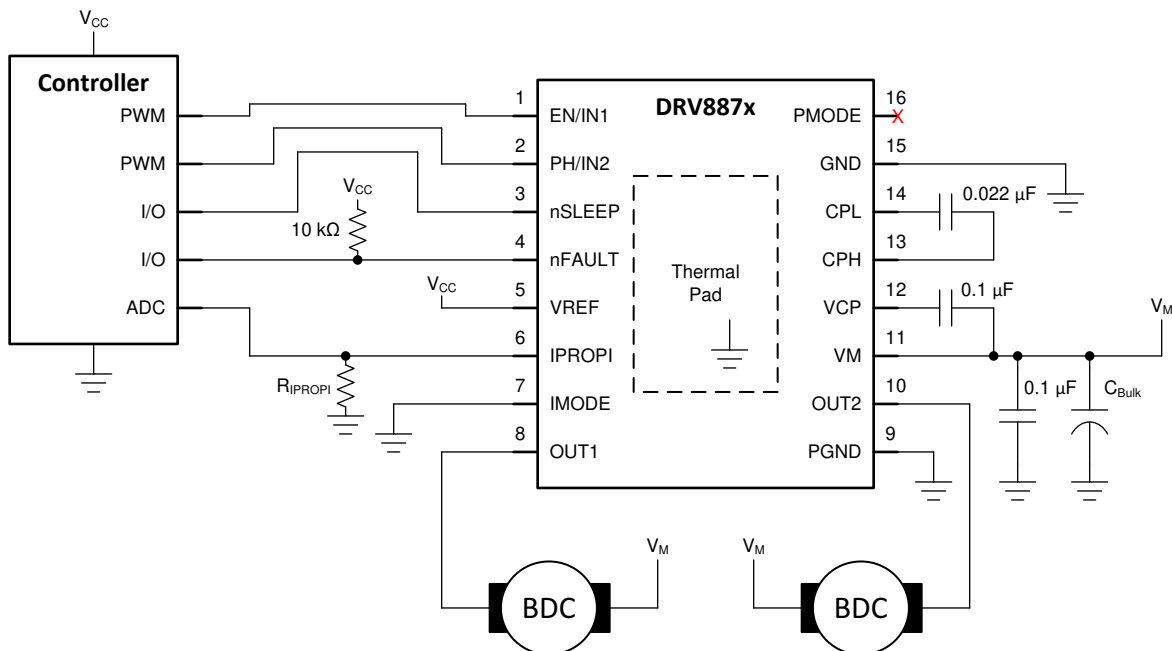 VCC
Controller
PWM
PWM
I/O
I/O
ADC
VCC
10 kΩ
VCC
RIPROPI
DRV887x
1
EN/IN1
2
PH/IN2
3
nSLEEP
4
nFAULT
5
VREF
6
IPROPI
7
IMODE
8
OUT1
Thermal
Pad
16
PMODE
X
15
GND
14
CPL
0.022 µF
13
CPH
12
VCP
0.1 µF
11
VM
VM
10
OUT2
9
PGND
0.1 µF
CBulk
VM
BDC
VM
BDC